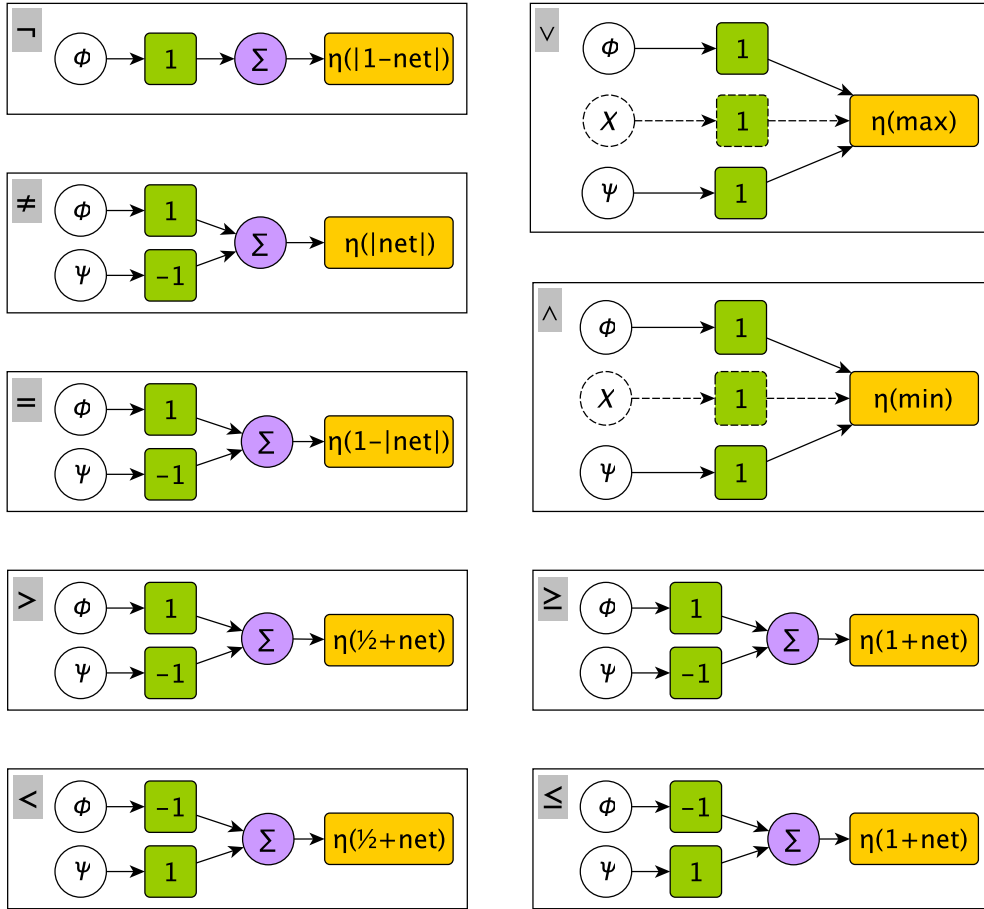 ¬
Φ 1 Σ η(|1–net|)
≠
Φ 1
Σ η(|net|)
Ψ –1
=
Φ 1
Σ η(1–|net|)
Ψ –1
>
Φ 1
Σ η(½+net)
Ψ –1
<
Φ –1
Σ η(½+net)
Ψ 1
∨
Φ 1
X 1 η(max)
Ψ 1
∧
Φ 1
X 1 η(min)
Ψ 1
≥
Φ 1
Σ η(1+net)
Ψ –1
≤
Φ –1
Σ η(1+net)
Ψ 1